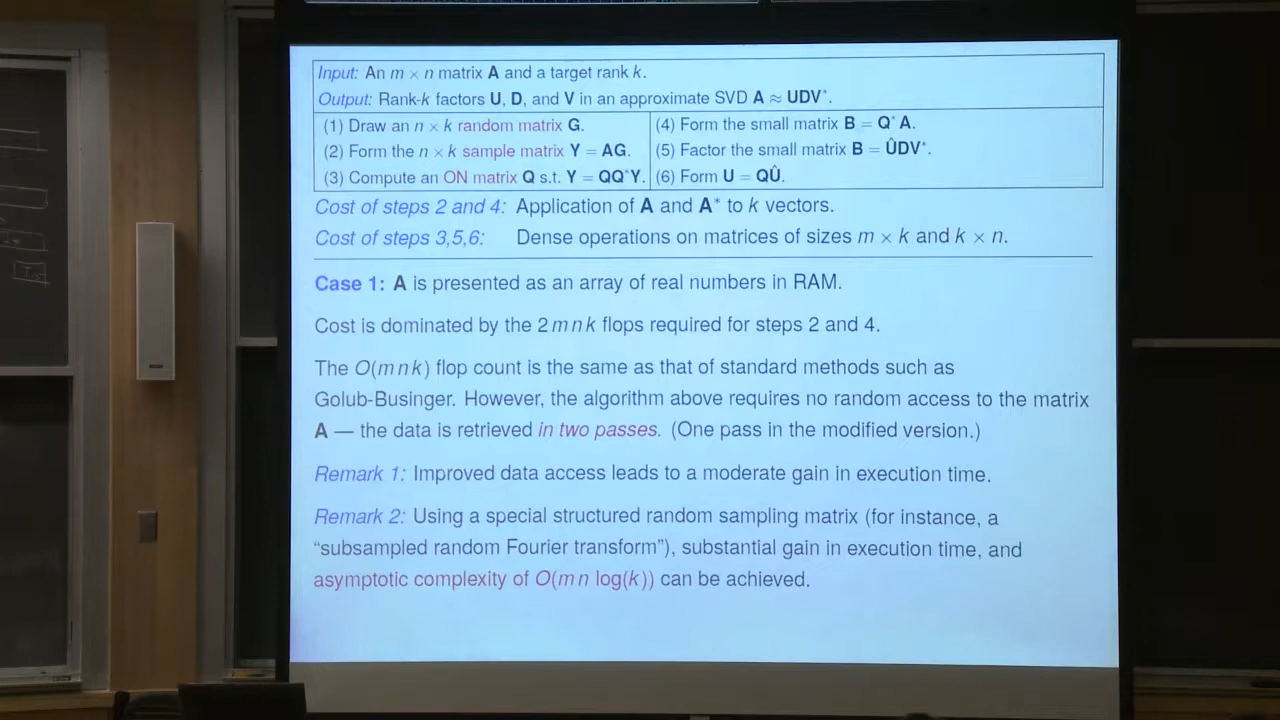 Input: An m × n matrix A and a target rank k.
Output: Rank-k factors U, D, and V in an approximate SVD A ≈ UDV*.
(1) Draw an n × k random matrix G.
(2) Form the n × k sample matrix Y = AG.
(3) Compute an ON matrix Q s.t. Y = QQ*Y.
(4) Form the small matrix B = Q*A.
(5) Factor the small matrix B = ÛDV*.
(6) Form U = QÛ.
Cost of steps 2 and 4: Application of A and A* to k vectors.
Cost of steps 3,5,6: Dense operations on matrices of sizes m × k and k × n.
Case 1: A is presented as an array of real numbers in RAM.
Cost is dominated by the 2mnk flops required for steps 2 and 4.
The O(mnk) flop count is the same as that of standard methods such as
Golub-Businger. However, the algorithm above requires no random access to the matrix
A — the data is retrieved in two passes. (One pass in the modified version.)
Remark 1: Improved data access leads to a moderate gain in execution time.
Remark 2: Using a special structured random sampling matrix (for instance, a
“subsampled random Fourier transform”), substantial gain in execution time, and
asymptotic complexity of O(mn log(k)) can be achieved.